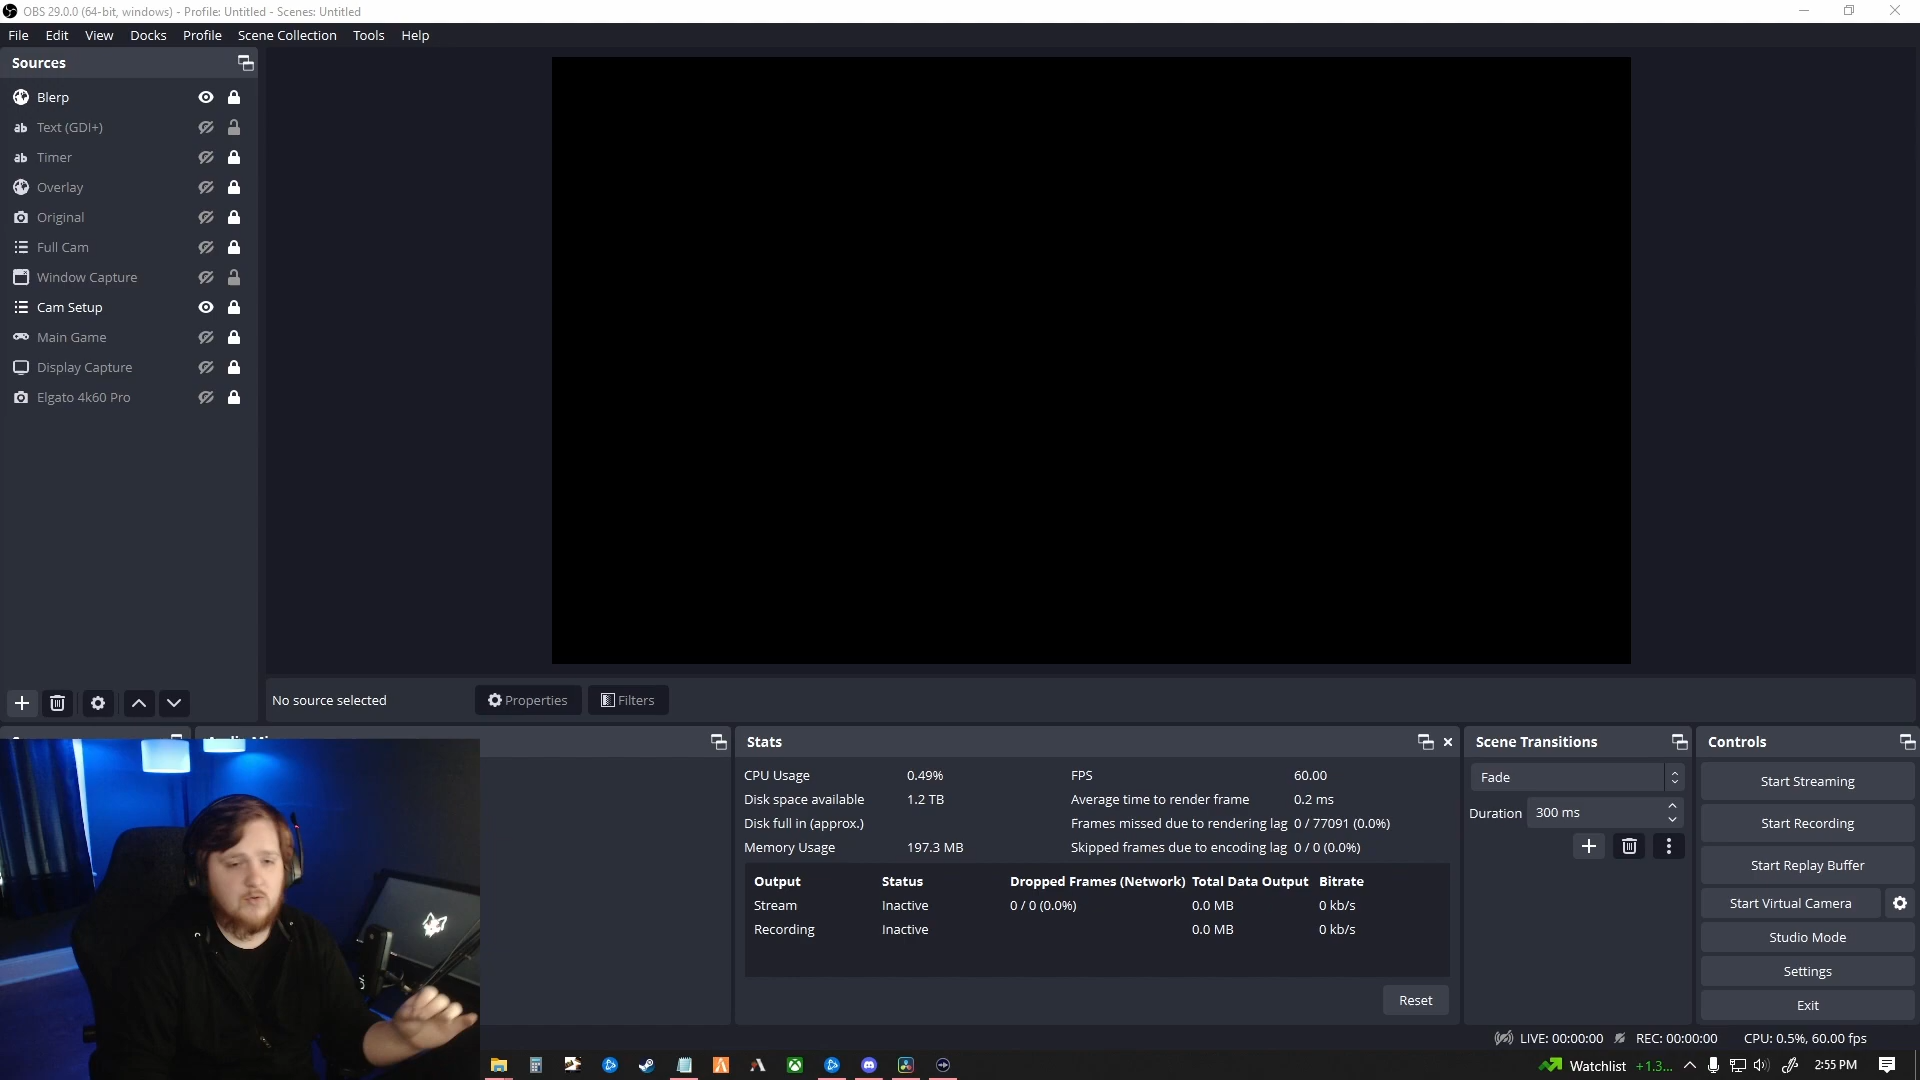 OBS 29.0.0 (64-bit, windows) - Profile: Untitled - Scenes: Untitled
File Edit View Docks Profile Scene Collection Tools Help
Sources
Blerp
Text (GDI+)
Timer
Overlay
Original
Full Cam
Window Capture
Cam Setup
Main Game
Display Capture
Elgato 4k60 Pro
No source selected Properties Filters
Stats
CPU Usage 0.49% FPS 60.00
Disk space available 1.2 TB Average time to render frame 0.2 ms
Disk full in (approx.) Frames missed due to rendering lag 0 / 77091 (0.0%)
Memory Usage 197.3 MB Skipped frames due to encoding lag 0 / 0 (0.0%)
Output Status Dropped Frames (Network) Total Data Output Bitrate
Stream Inactive 0 / 0 (0.0%) 0.0 MB 0 kb/s
Recording Inactive 0.0 MB 0 kb/s
Reset
Scene Transitions
Fade
Duration 300 ms
Controls
Start Streaming
Start Recording
Start Replay Buffer
Start Virtual Camera
Studio Mode
Settings
Exit
LIVE: 00:00:00 REC: 00:00:00 CPU: 0.5%, 60.00 fps
Watchlist +1.3... 2:55 PM